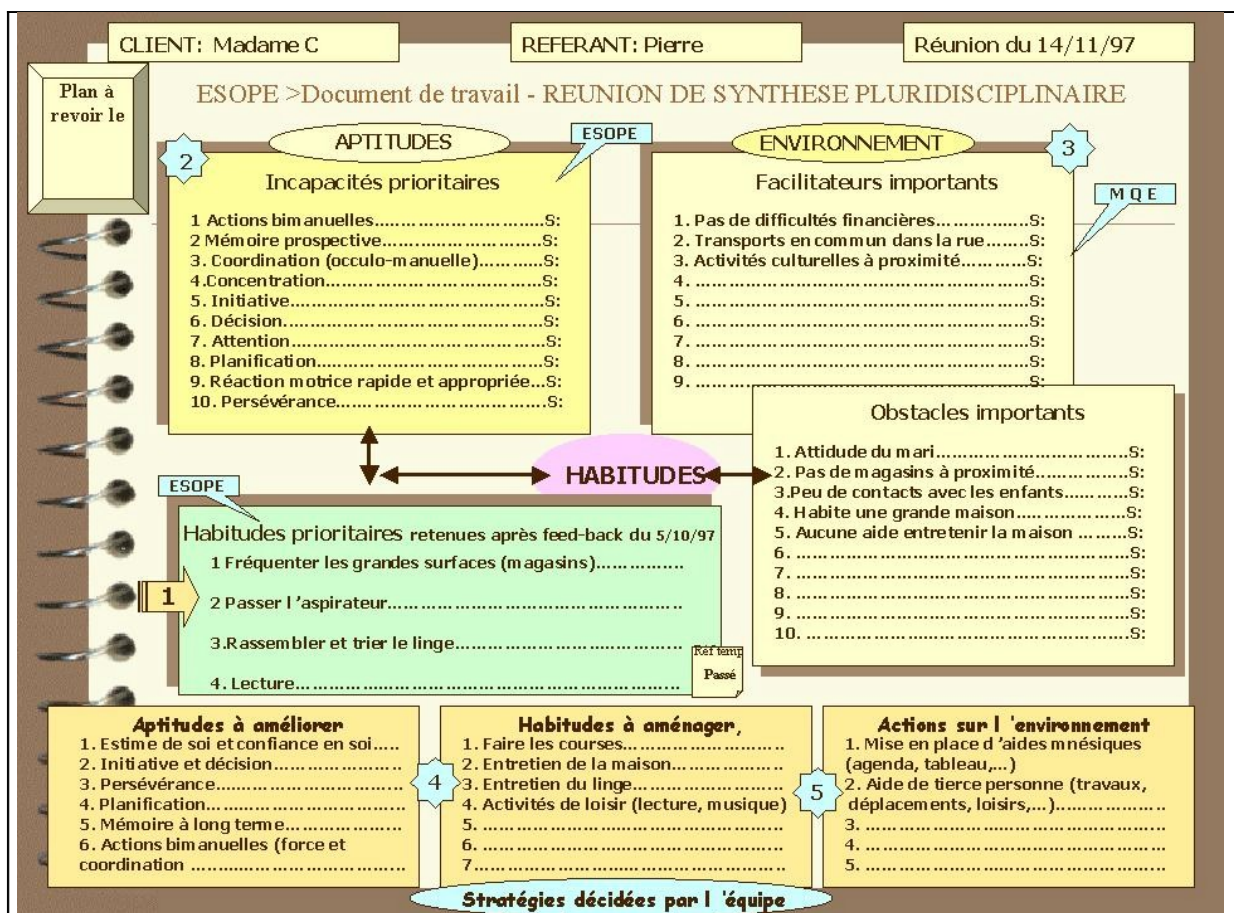 CLIENT: Madame C
REFERANT: Pierre
Réunion du 14/11/97
Plan à
revoir le
ESOPE >Document de travail - REUNION DE SYNTHESE PLURIDISCIPLINAIRE
APTITUDES
ESOPE
2
Incapacités prioritaires
1 Actions bimanuelles..............................S:
2 Mémoire prospective............................S:
3. Coordination (occulo-manuelle)..........S:
4.Concentration......................................S:
5. Initiative...............................................S:
6. Décision................................................S:
7. Attention..............................................S:
8. Planification.........................................S:
9. Réaction motrice rapide et appropriée...S:
10. Persévérance.....................................S:
ENVIRONNEMENT
3
M Q E
Facilitateurs importants
1. Pas de difficultés financières................S:
2. Transports en commun dans la rue......S:
3. Activités culturelles à proximité...........S:
4. ............................................................S:
5. ............................................................S:
6. ............................................................S:
7. ............................................................S:
8. ............................................................S:
9. ............................................................S:
Obstacles importants
1. Attidude du mari..................................S:
2. Pas de magasins à proximité................S:
3.Peu de contacts avec les enfants..........S:
4. Habite une grande maison...................S:
5. Aucune aide entretenir la maison .......S:
6. ............................................................S:
7. ............................................................S:
8. ............................................................S:
9. ............................................................S:
10. ..........................................................S:
HABITUDES
ESOPE
1
Habitudes prioritaires retenues après feed-back du 5/10/97
1 Fréquenter les grandes surfaces (magasins)...............
2 Passer l 'aspirateur..................................................
3.Rassembler et trier le linge.......................................
4. Lecture....................................................................
Réf temp
Passé
Aptitudes à améliorer
1. Estime de soi et confiance en soi.....
2. Initiative et décision........................
3. Persévérance...................................
4. Planification.....................................
5. Mémoire à long terme......................
6. Actions bimanuelles (force et
coordination ........................................
4
Habitudes à aménager,
1. Faire les courses..............................
2. Entretien de la maison.....................
3. Entretien du linge............................
4. Activités de loisir (lecture, musique)
5. ........................................................
6. ........................................................
7.........................................................
5
Actions sur l 'environnement
1. Mise en place d 'aides mnésiques
(agenda, tableau,...)
2. Aide de tierce personne (travaux,
déplacements, loisirs,...)....................
3. ........................................................
4. ........................................................
5. ........................................................
Stratégies décidées par l 'équipe